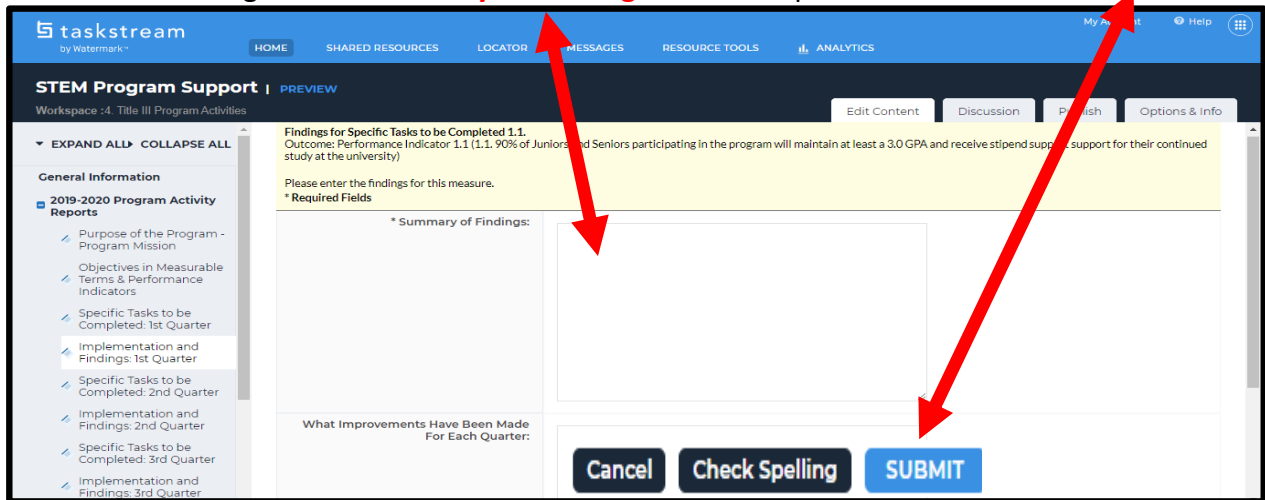 taskstream
by Watermark™
HOME SHARED RESOURCES LOCATOR MESSAGES RESOURCE TOOLS ANALYTICS
Help
STEM Program Support | PREVIEW
Workspace :4. Title III Program Activities
Edit Content Discussion Publish Options & Info
EXPAND ALL COLLAPSE ALL
General Information
2019-2020 Program Activity
Reports
Purpose of the Program -
Program Mission
Objectives in Measurable
Terms & Performance
Indicators
Specific Tasks to be
Completed: 1st Quarter
Implementation and
Findings: 1st Quarter
Specific Tasks to be
Completed: 2nd Quarter
Implementation and
Findings: 2nd Quarter
Specific Tasks to be
Completed: 3rd Quarter
Implementation and
Findings: 3rd Quarter
Findings for Specific Tasks to be Completed 1.1.
Outcome: Performance Indicator 1.1 (1.1. 90% of Juniors and Seniors participating in the program will maintain at least a 3.0 GPA and receive stipend support support for their continued
study at the university)
Please enter the findings for this measure.
* Required Fields
* Summary of Findings:
What Improvements Have Been Made
For Each Quarter:
Cancel Check Spelling SUBMIT